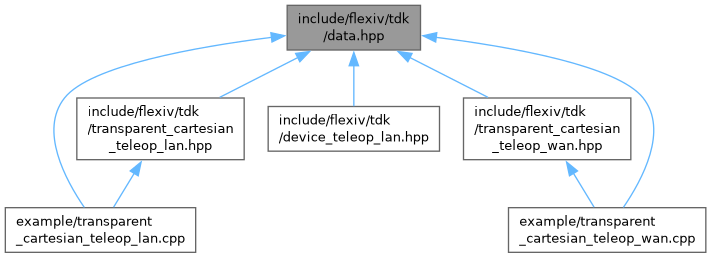 include/flexiv/tdk
/data.hpp
include/flexiv/tdk
/transparent_cartesian
_teleop_lan.hpp
include/flexiv/tdk
/device_teleop_lan.hpp
include/flexiv/tdk
/transparent_cartesian
_teleop_wan.hpp
example/transparent
_cartesian_teleop_lan.cpp
example/transparent
_cartesian_teleop_wan.cpp